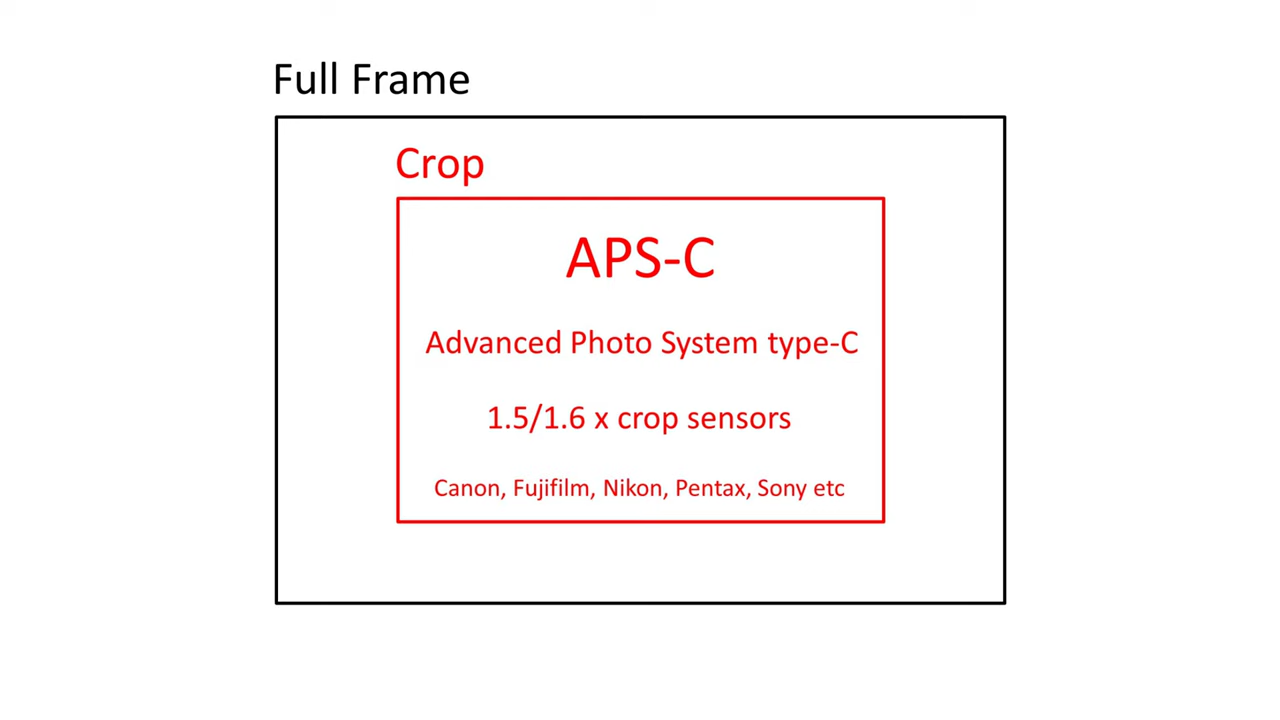 Full Frame
Crop
APS-C
Advanced Photo System type-C
1.5/1.6 x crop sensors
Canon, Fujifilm, Nikon, Pentax, Sony etc